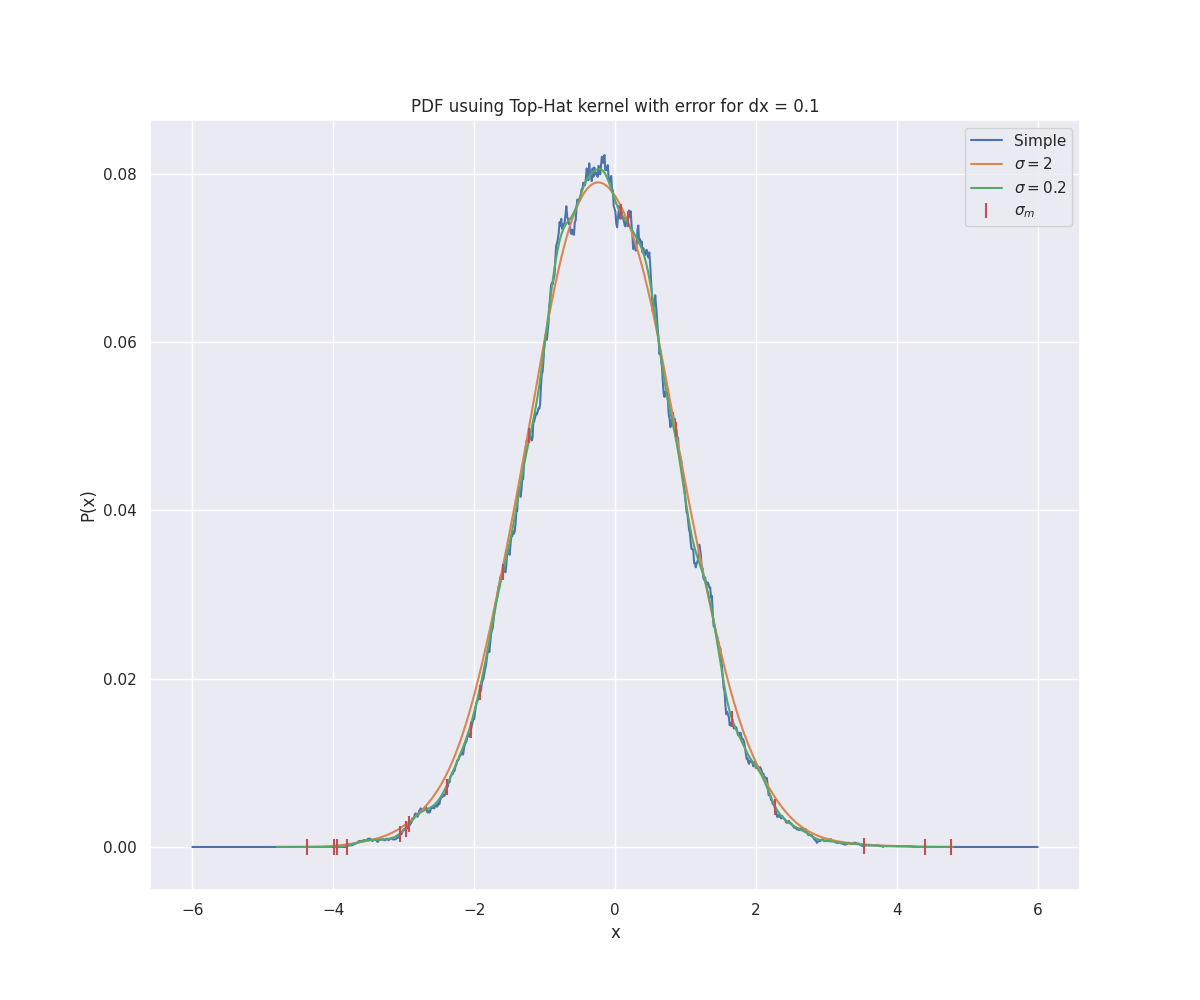 PDF usuing Top-Hat kernel with error for dx = 0.1
Simple
σ = 2
σ = 0.2
σm
P(x)
0.08
0.06
0.04
0.02
0.00
−6 −4 −2 0 2 4 6
x